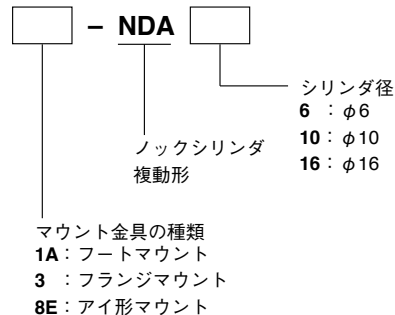 – NDA
シリンダ径
6 : φ6
10 : φ10
16 : φ16
ノックシリンダ
複動形
マウント金具の種類
1A : フートマウント
3 : フランジマウント
8E : アイ形マウント